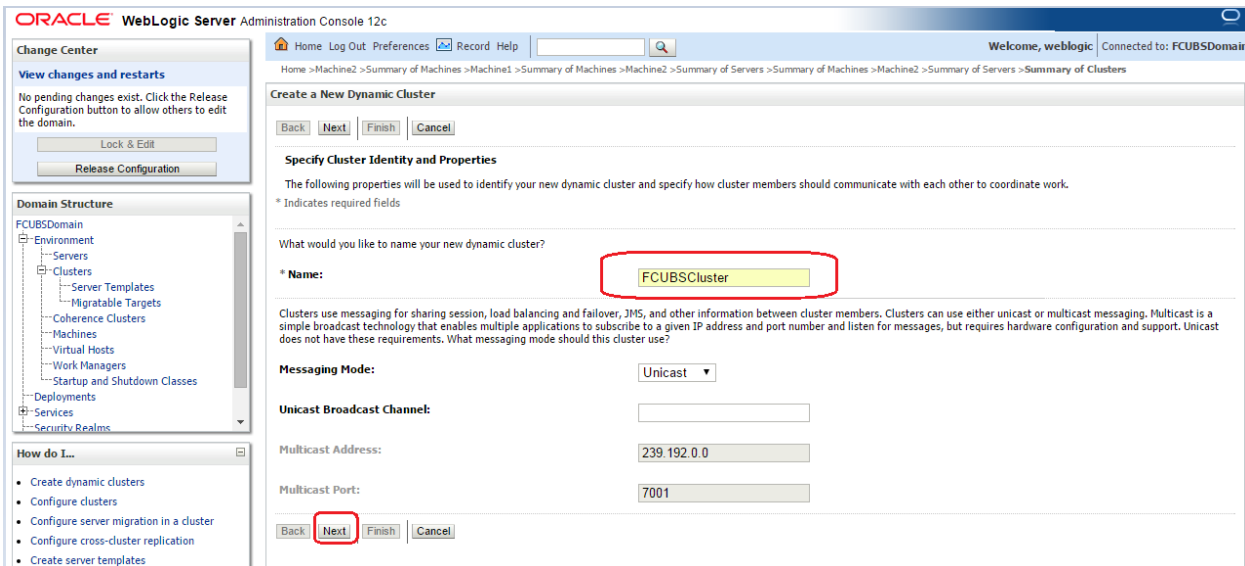 ORACLE WebLogic Server Administration Console 12c
Change Center
View changes and restarts
No pending changes exist. Click the Release
Configuration button to allow others to edit
the domain.
Lock & Edit
Release Configuration
Domain Structure
FCUBSDomain
Environment
Servers
Clusters
Server Templates
Migratable Targets
Coherence Clusters
Machines
Virtual Hosts
Work Managers
Startup and Shutdown Classes
Deployments
Services
Security Realms
How do I...
Create dynamic clusters
Configure clusters
Configure server migration in a cluster
Configure cross-cluster replication
Create server templates
Home Log Out Preferences Record Help
Welcome, weblogic Connected to: FCUBSDomain
Home >Machine2 >Summary of Machines >Machine1 >Summary of Machines >Machine2 >Summary of Servers >Summary of Machines >Machine2 >Summary of Servers >Summary of Clusters
Create a New Dynamic Cluster
Back Next Finish Cancel
Specify Cluster Identity and Properties
The following properties will be used to identify your new dynamic cluster and specify how cluster members should communicate with each other to coordinate work.
* Indicates required fields
What would you like to name your new dynamic cluster?
* Name: FCUBSCluster
Clusters use messaging for sharing session, load balancing and failover, JMS, and other information between cluster members. Clusters can use either unicast or multicast messaging. Multicast is a
simple broadcast technology that enables multiple applications to subscribe to a given IP address and port number and listen for messages, but requires hardware configuration and support. Unicast
does not have these requirements. What messaging mode should this cluster use?
Messaging Mode: Unicast
Unicast Broadcast Channel:
Multicast Address: 239.192.0.0
Multicast Port: 7001
Back Next Finish Cancel